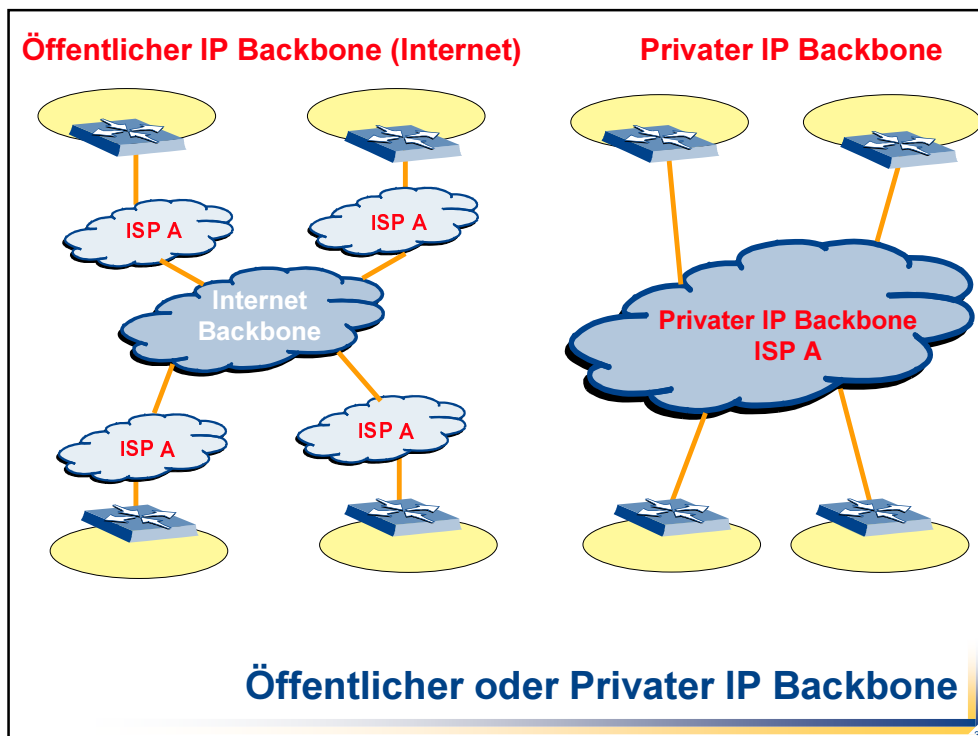 Öffentlicher IP Backbone (Internet)
Privater IP Backbone
ISP A
ISP A
Internet
Backbone
Privater IP Backbone
ISP A
ISP A
ISP A
Öffentlicher oder Privater IP Backbone